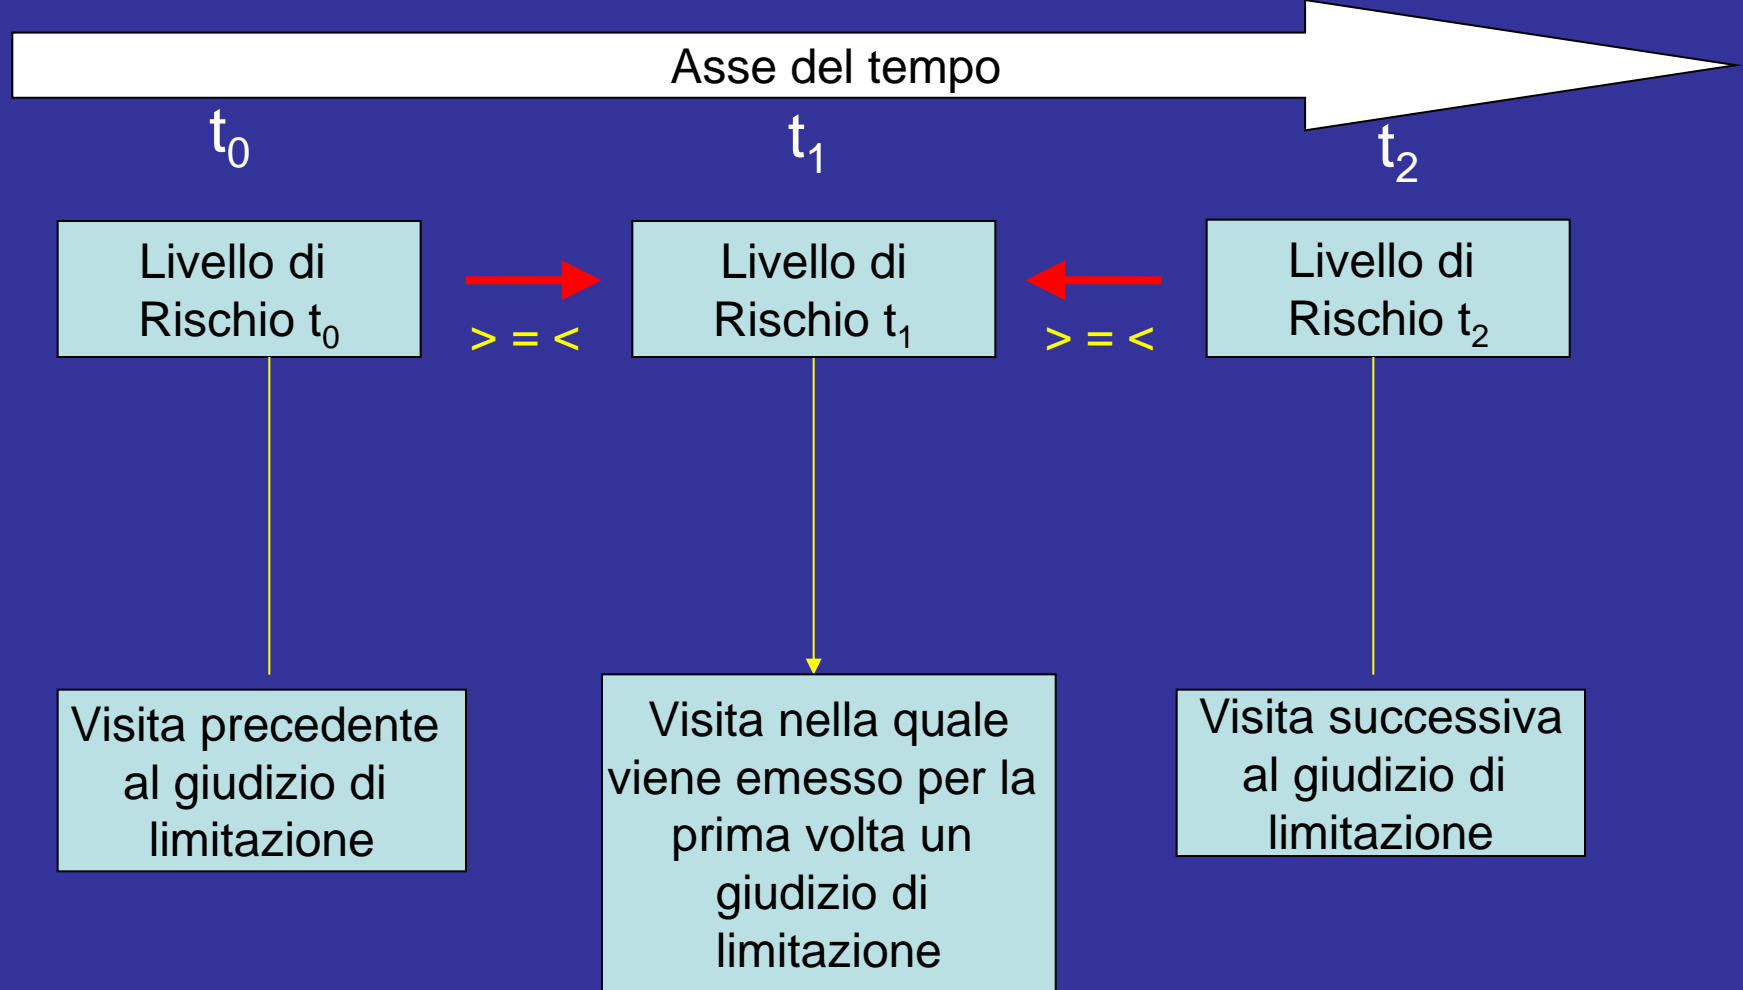 Asse del tempo
t₀
t₁
t₂
Livello di
Rischio t₀
> = <
Livello di
Rischio t₁
> = <
Livello di
Rischio t₂
Visita precedente
al giudizio di
limitazione
Visita nella quale
viene emesso per la
prima volta un
giudizio di
limitazione
Visita successiva
al giudizio di
limitazione